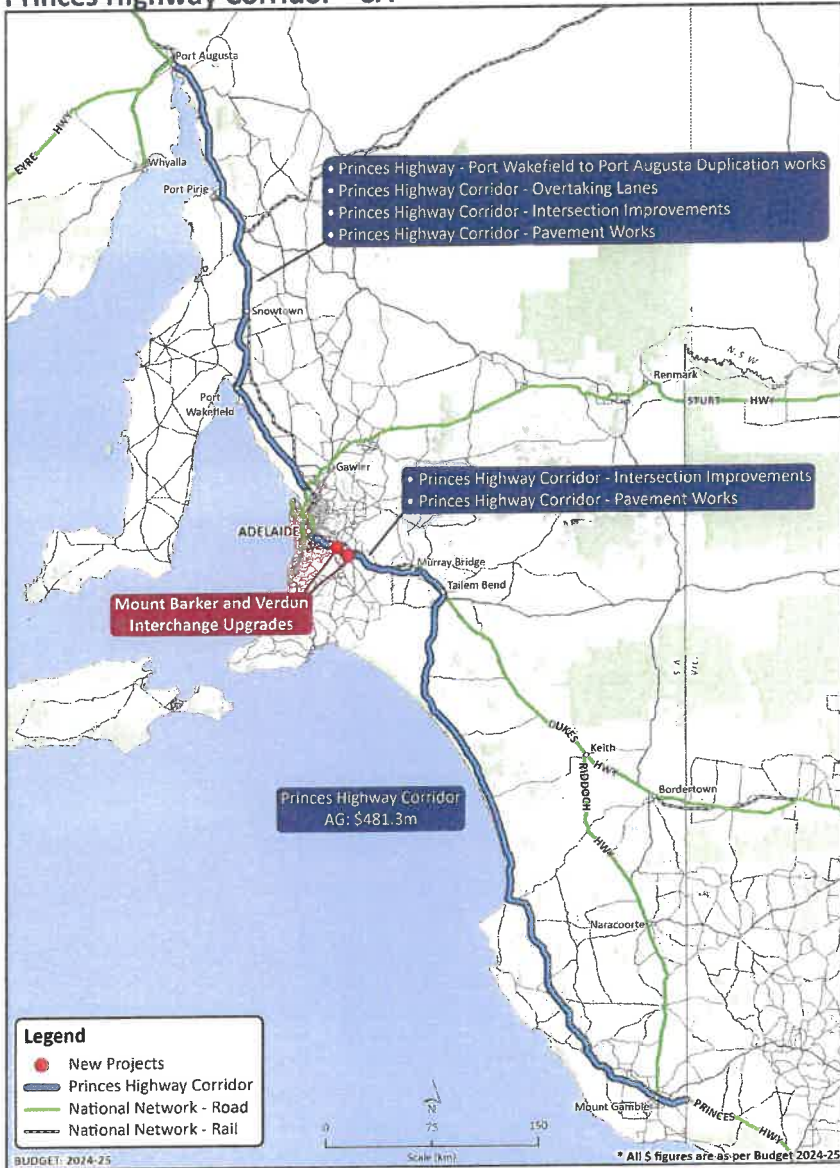 Princes Highway Corridor - SA
Port Augusta
EYRE HWY
Whyalla
Port Pirie
• Princes Highway - Port Wakefield to Port Augusta Duplication works
• Princes Highway Corridor - Overtaking Lanes
• Princes Highway Corridor - Intersection Improvements
• Princes Highway Corridor - Pavement Works
Snowtown
Port
Wakefield
Renmark
N S W
STURT HWY
Gawler
• Princes Highway Corridor - Intersection Improvements
• Princes Highway Corridor - Pavement Works
ADELAIDE
Murray Bridge
Tailem Bend
Mount Barker and Verdun
Interchange Upgrades
S A
VIC.
DUKES HWY
Keith
RIDDOCH HWY
Bordertown
Princes Highway Corridor
AG: $481.3m
Naracoorte
Legend
New Projects
Princes Highway Corridor
National Network - Road
National Network - Rail
N
0 75 150
Scale (km)
Mount Gambier
PRINCES HWY
BUDGET: 2024-25
* All $ figures are as per Budget 2024-25